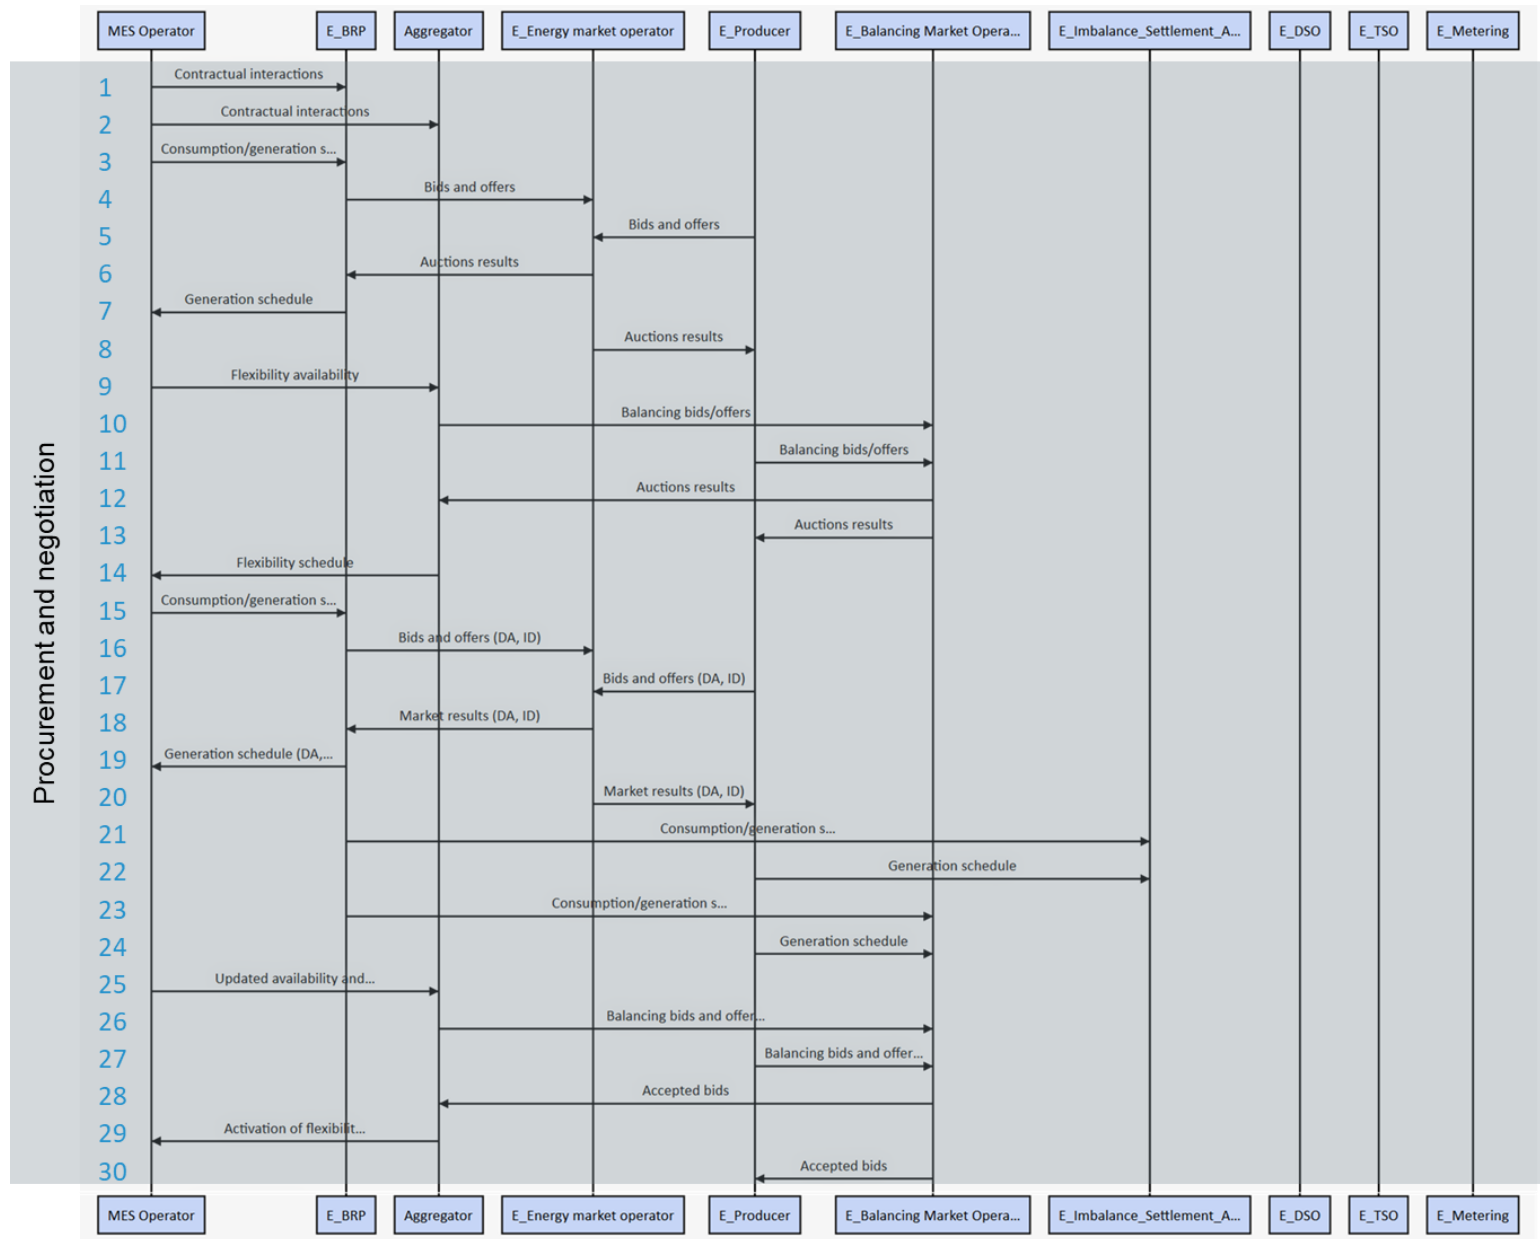 MES Operator E_BRP Aggregator E_Energy market operator E_Producer E_Balancing Market Opera... E_Imbalance_Settlement_A... E_DSO E_TSO E_Metering
Procurement and negotiation
1 Contractual interactions
2 Contractual interactions
3 Consumption/generation s...
4 Bids and offers
5 Bids and offers
6 Auctions results
7 Generation schedule
8 Auctions results
9 Flexibility availability
10 Balancing bids/offers
11 Balancing bids/offers
12 Auctions results
13 Auctions results
14 Flexibility schedule
15 Consumption/generation s...
16 Bids and offers (DA, ID)
17 Bids and offers (DA, ID)
18 Market results (DA, ID)
19 Generation schedule (DA,...
20 Market results (DA, ID)
21 Consumption/generation s...
22 Generation schedule
23 Consumption/generation s...
24 Generation schedule
25 Updated availability and...
26 Balancing bids and offer...
27 Balancing bids and offer...
28 Accepted bids
29 Activation of flexibilit...
30 Accepted bids
MES Operator E_BRP Aggregator E_Energy market operator E_Producer E_Balancing Market Opera... E_Imbalance_Settlement_A... E_DSO E_TSO E_Metering